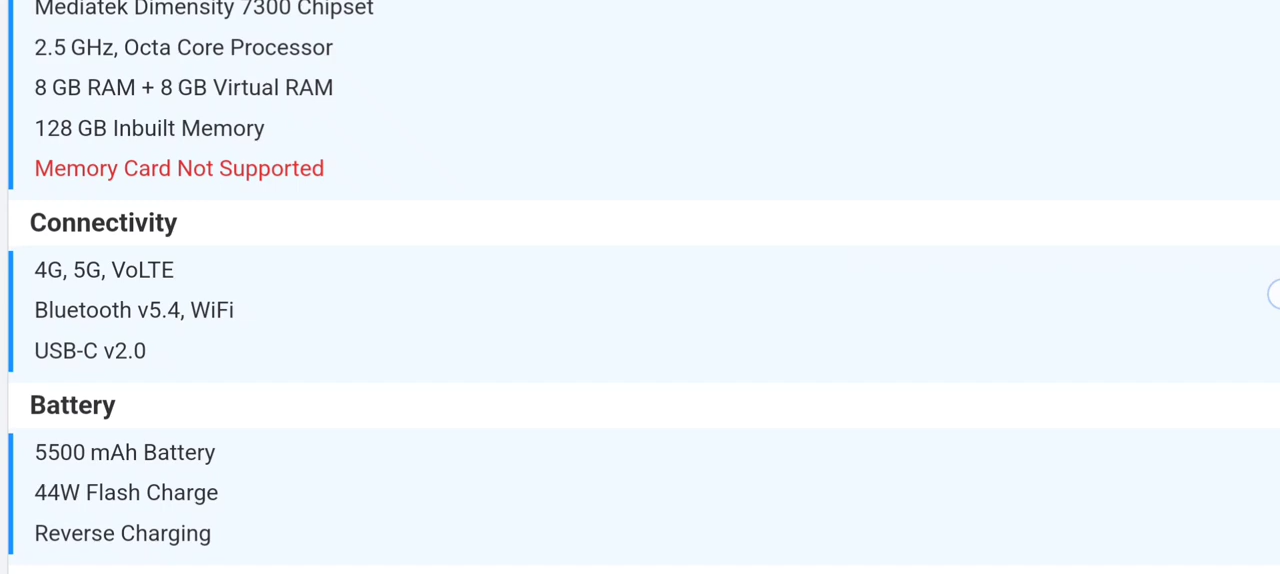 Mediatek Dimensity 7300 Chipset
2.5 GHz, Octa Core Processor
8 GB RAM + 8 GB Virtual RAM
128 GB Inbuilt Memory
Memory Card Not Supported
Connectivity
4G, 5G, VoLTE
Bluetooth v5.4, WiFi
USB-C v2.0
Battery
5500 mAh Battery
44W Flash Charge
Reverse Charging